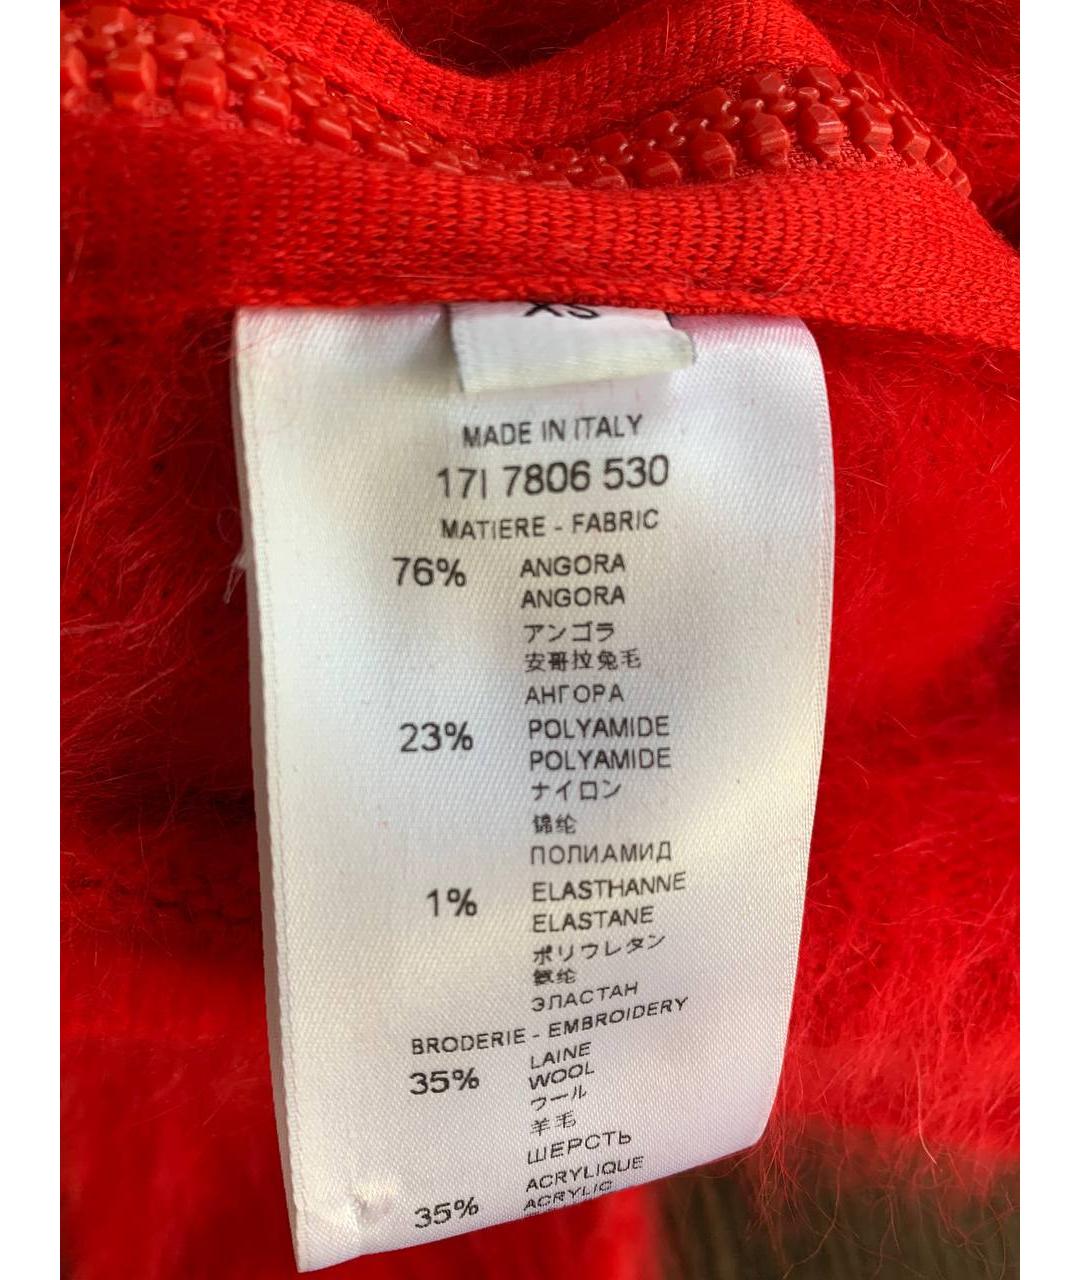 XS
MADE IN ITALY
17I 7806 530
MATIERE - FABRIC
76% ANGORA
ANGORA
アンゴラ
安哥拉兔毛
АНГОРА
23% POLYAMIDE
POLYAMIDE
ナイロン
锦纶
ПОЛИАМИД
1% ELASTHANNE
ELASTANE
ポリウレタン
氨纶
ЭЛАСТАН
BRODERIE - EMBROIDERY
35% LAINE
WOOL
ウール
羊毛
ШЕРСТЬ
35% ACRYLIQUE
ACRYLIC